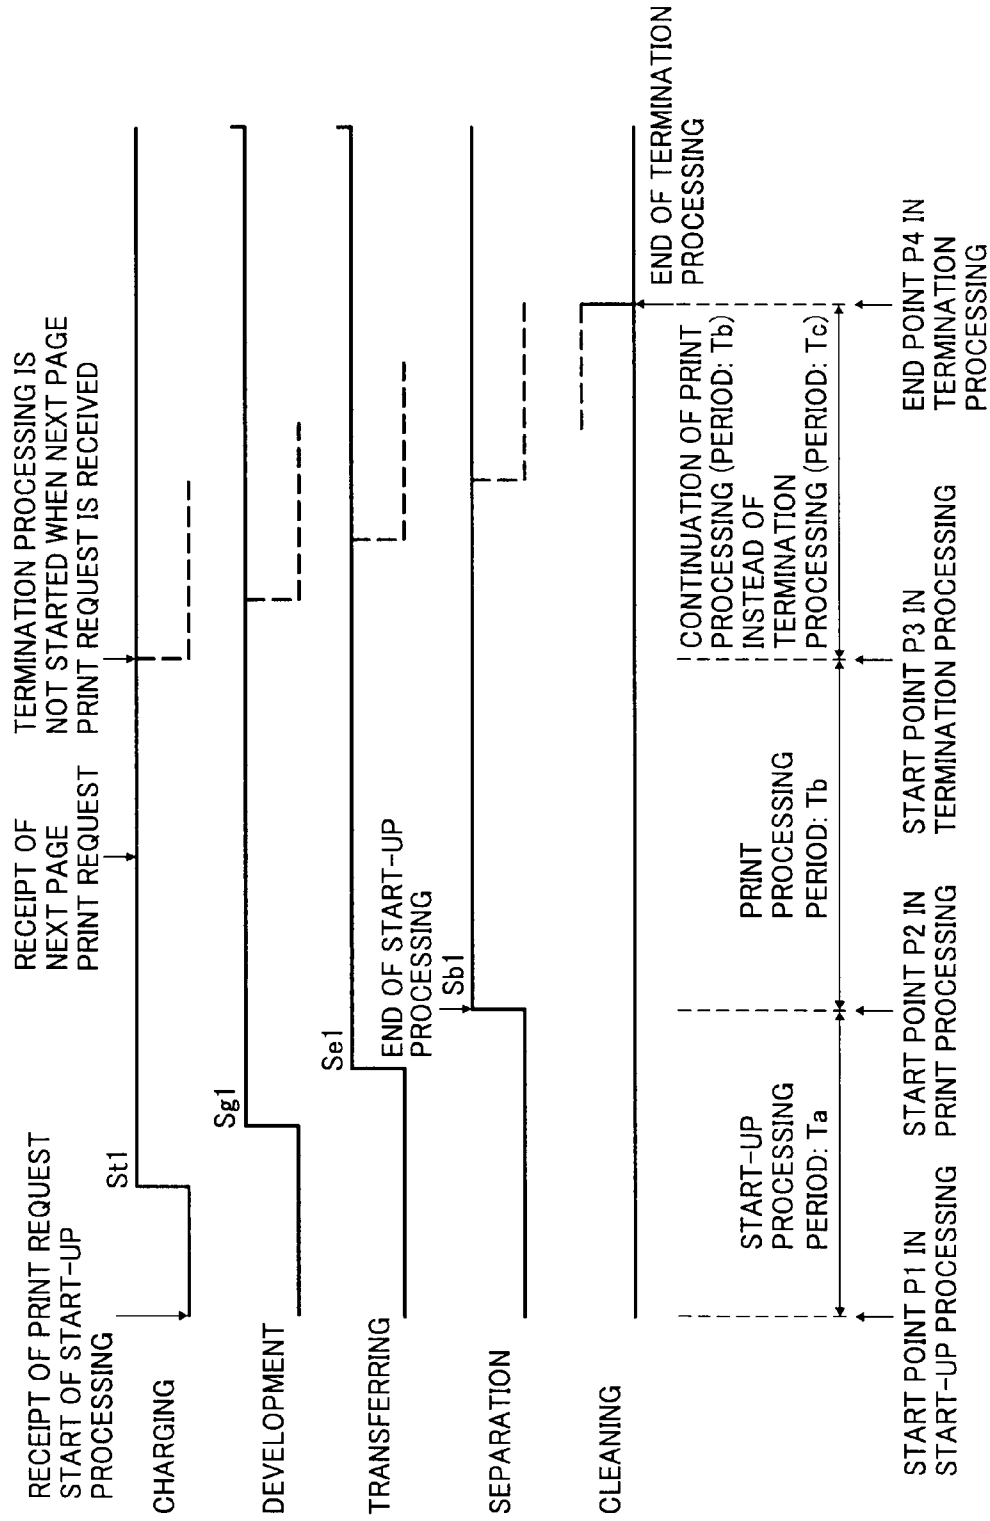 RECEIPT OF PRINT REQUEST
START OF START-UP
PROCESSING
RECEIPT OF
NEXT PAGE
PRINT REQUEST
TERMINATION PROCESSING IS
NOT STARTED WHEN NEXT PAGE
PRINT REQUEST IS RECEIVED
CHARGING
St1
DEVELOPMENT
Sg1
TRANSFERRING
Se1
END OF START-UP
PROCESSING
SEPARATION
Sb1
CLEANING
END OF TERMINATION
PROCESSING
START-UP
PROCESSING
PERIOD: Ta
PRINT
PROCESSING
PERIOD: Tb
CONTINUATION OF PRINT
PROCESSING (PERIOD: Tb)
INSTEAD OF
TERMINATION
PROCESSING (PERIOD: Tc)
START POINT P1 IN
START-UP PROCESSING
START POINT P2 IN
PRINT PROCESSING
START POINT P3 IN
TERMINATION PROCESSING
END POINT P4 IN
TERMINATION
PROCESSING